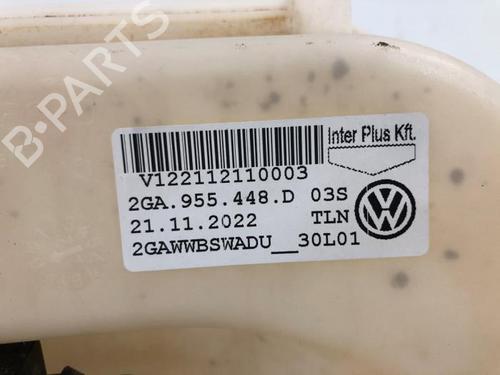 B-PARTS
Inter Plus Kft.
V122112110003
2GA.955.448.D 03S
21.11.2022 TLN
2GAWWBSWADU__30L01